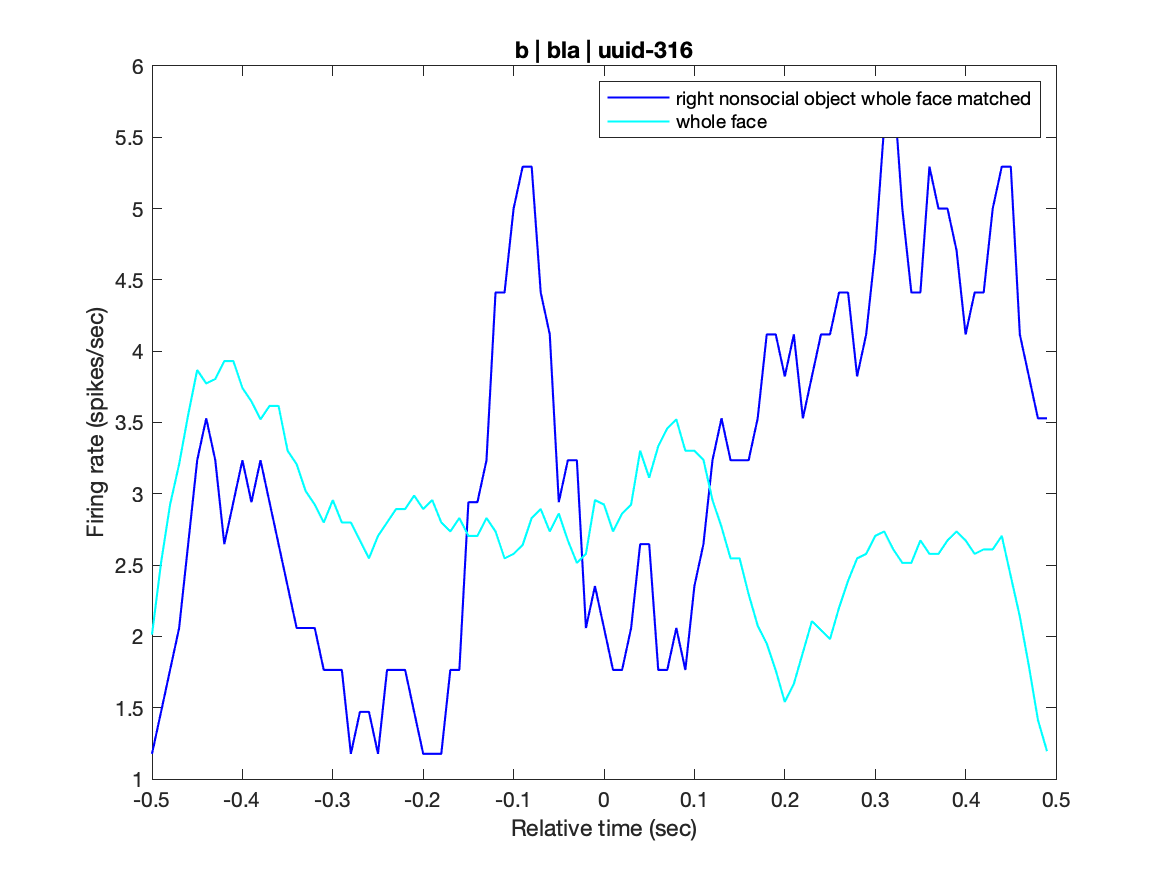 b | bla | uuid-316
right nonsocial object whole face matched
whole face
Firing rate (spikes/sec)
6
5.5
5
4.5
4
3.5
3
2.5
2
1.5
1
-0.5 -0.4 -0.3 -0.2 -0.1 0 0.1 0.2 0.3 0.4 0.5
Relative time (sec)